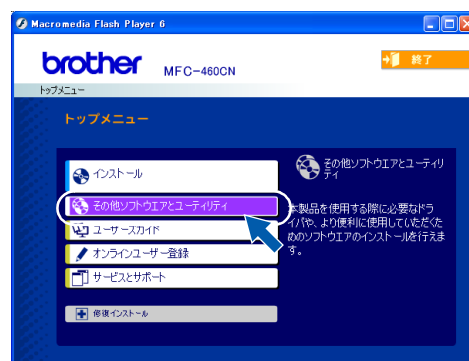 Macromedia Flash Player 6
brother MFC-460CN
終了
トップメニュー
トップメニュー
インストール
その他ソフトウエアとユーティリティ
ユーザーズガイド
オンラインユーザー登録
サービスとサポート
修復インストール
その他ソフトウエアとユーティリ
ティ
本製品を使用する際に必要なドラ
イバや、より便利に使用していただくた
めのソフトウエアのインストールを行えま
す。